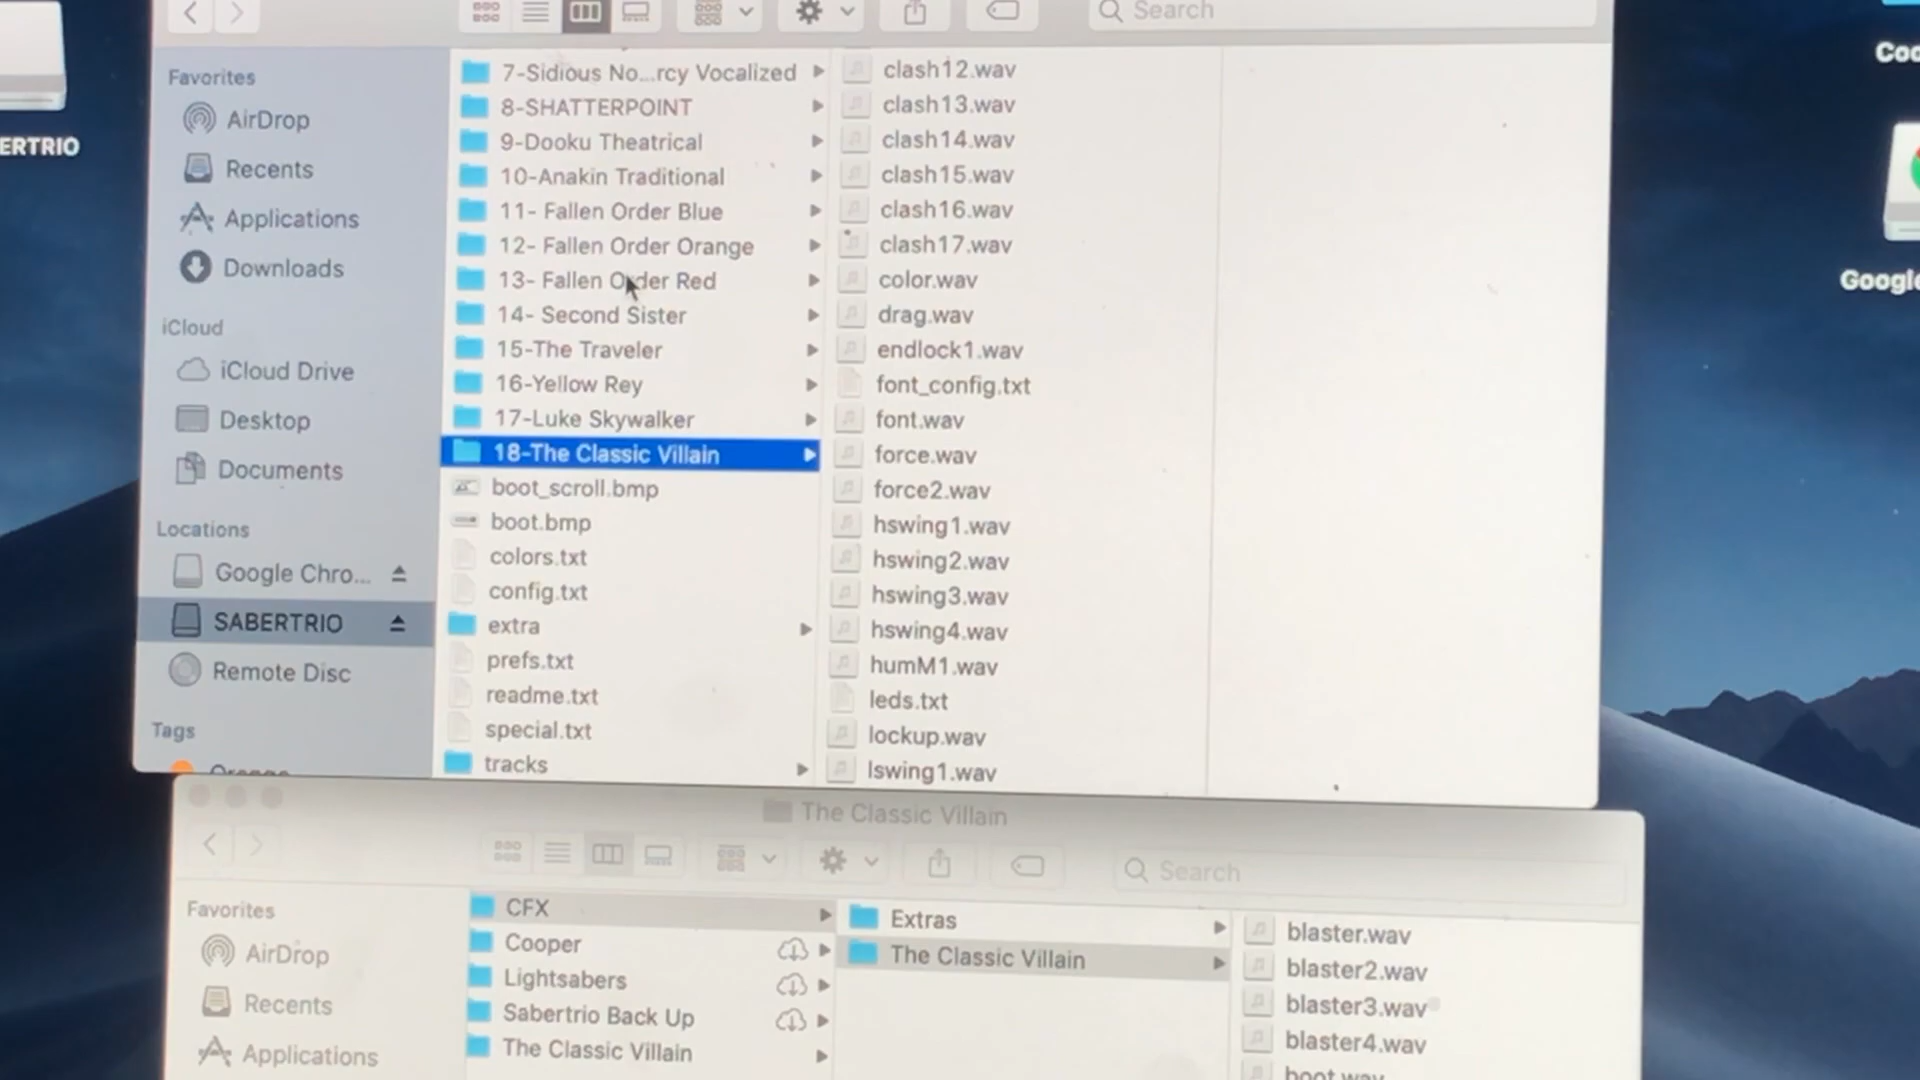 Search
Favorites
AirDrop
Recents
Applications
Downloads
iCloud
iCloud Drive
Desktop
Documents
Locations
Google Chro...
SABERTRIO
Remote Disc
Tags
Orange
7-Sidious No...rcy Vocalized
8-SHATTERPOINT
9-Dooku Theatrical
10-Anakin Traditional
11- Fallen Order Blue
12- Fallen Order Orange
13- Fallen Order Red
14- Second Sister
15-The Traveler
16-Yellow Rey
17-Luke Skywalker
18-The Classic Villain
boot_scroll.bmp
boot.bmp
colors.txt
config.txt
extra
prefs.txt
readme.txt
special.txt
tracks
clash12.wav
clash13.wav
clash14.wav
clash15.wav
clash16.wav
clash17.wav
color.wav
drag.wav
endlock1.wav
font_config.txt
font.wav
force.wav
force2.wav
hswing1.wav
hswing2.wav
hswing3.wav
hswing4.wav
humM1.wav
leds.txt
lockup.wav
lswing1.wav
ERTRIO
Coo
Google
The Classic Villain
Search
Favorites
AirDrop
Recents
Applications
CFX
Cooper
Lightsabers
Sabertrio Back Up
The Classic Villain
Extras
The Classic Villain
blaster.wav
blaster2.wav
blaster3.wav
blaster4.wav
boot.wav